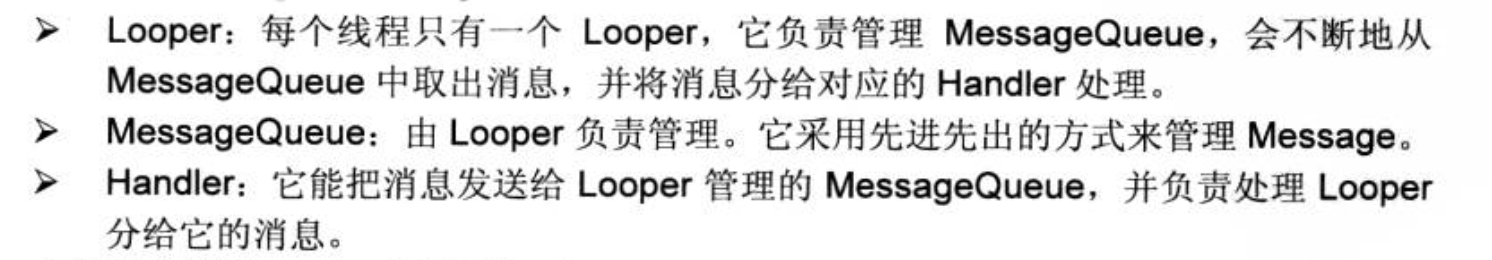 ➢ Looper：每个线程只有一个 Looper，它负责管理 MessageQueue，会不断地从
MessageQueue 中取出消息，并将消息分给对应的 Handler 处理。
➢ MessageQueue：由 Looper 负责管理。它采用先进先出的方式来管理 Message。
➢ Handler：它能把消息发送给 Looper 管理的 MessageQueue，并负责处理 Looper
分给它的消息。